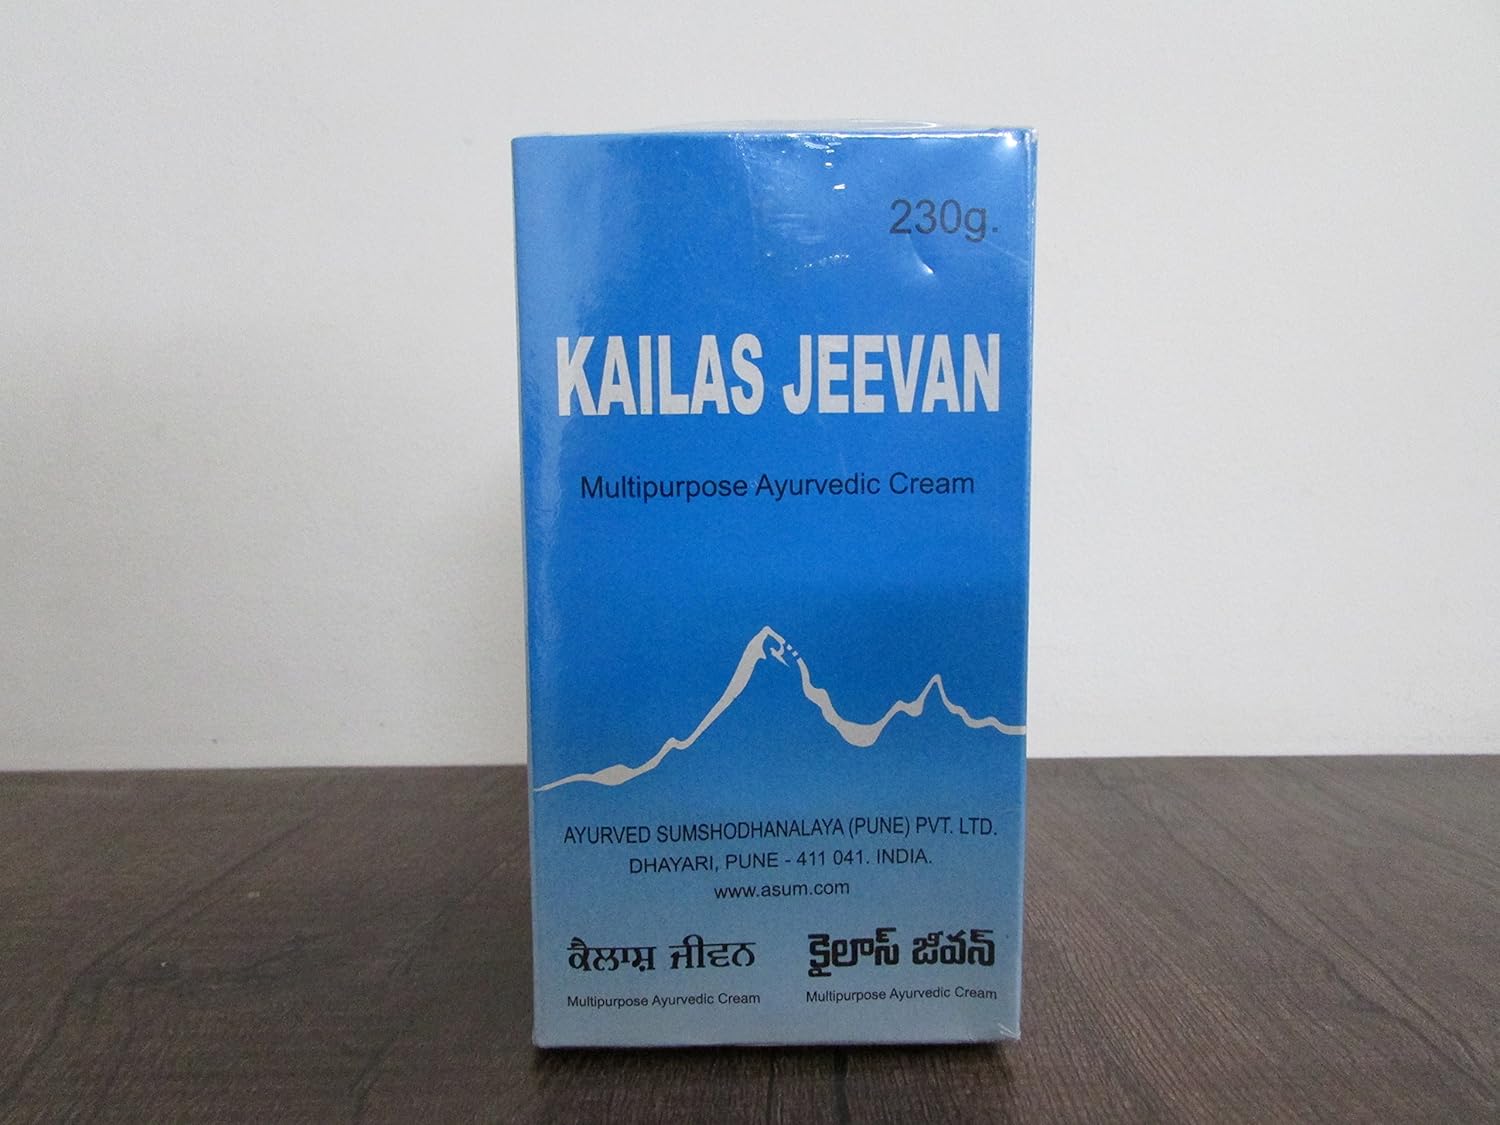 230g.
KAILAS JEEVAN
Multipurpose Ayurvedic Cream
AYURVED SUMSHODHANALAYA (PUNE) PVT. LTD.
DHAYARI, PUNE - 411 041. INDIA.
www.asum.com
ਕੈਲਾਸ਼ ਜੀਵਨ
Multipurpose Ayurvedic Cream
కైలాస్ జీవన్
Multipurpose Ayurvedic Cream